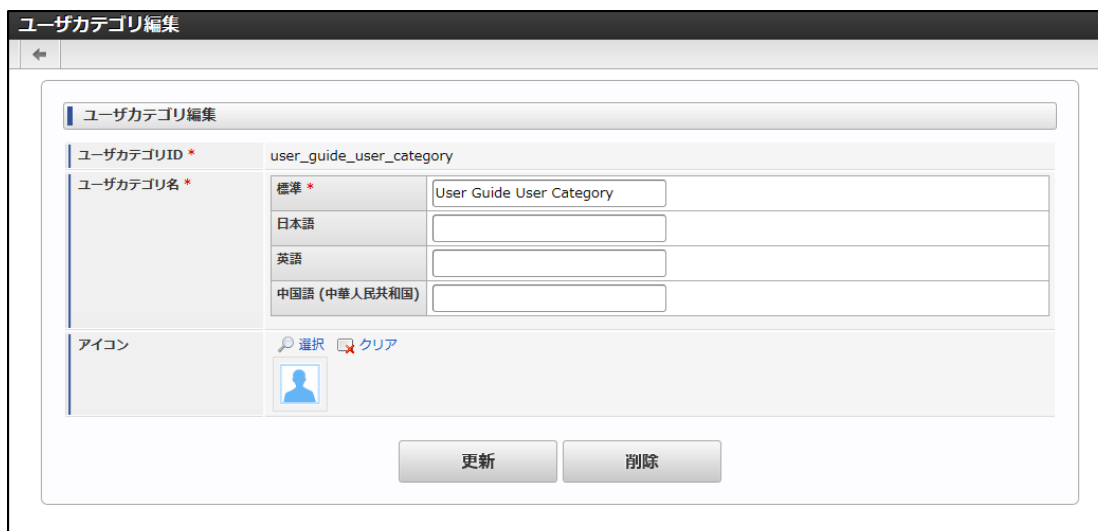 ユーザカテゴリ編集
ユーザカテゴリ編集
ユーザカテゴリID *
user_guide_user_category
ユーザカテゴリ名 *
標準 *
User Guide User Category
日本語
英語
中国語 (中華人民共和国)
アイコン
選択 クリア
更新 削除